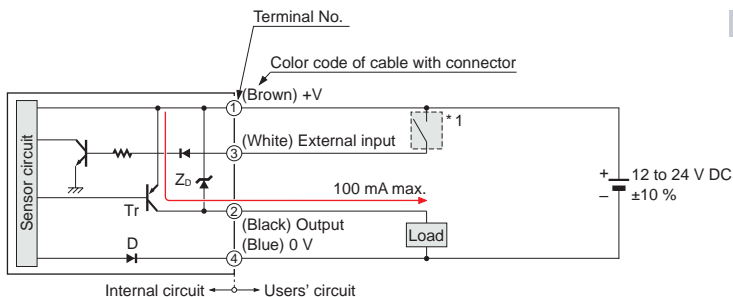 Terminal No.
Color code of cable with connector
(Brown) +V
1
* 1
(White) External input
3
Sensor circuit
ZD
100 mA max.
+ 12 to 24 V DC
– ±10 %
Tr
2
(Black) Output
Load
(Blue) 0 V
D
4
Internal circuit
Users' circuit